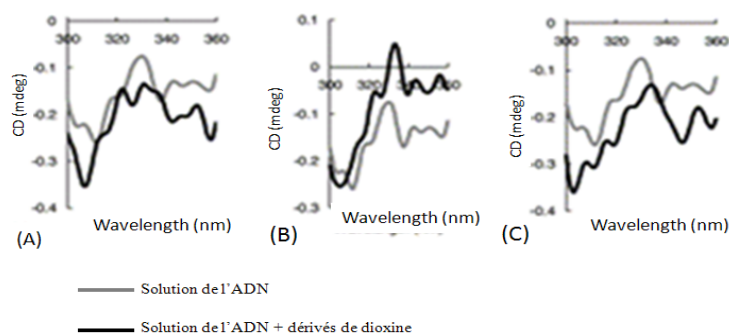 0
300
320
340
360
-0.1
-0.2
-0.3
-0.4
CD (mdeg)
Wavelength (nm)
(A)
0.1
0
300
320
340
360
-0.1
-0.2
-0.3
CD (mdeg)
Wavelength (nm)
(B)
0
300
320
340
360
-0.1
-0.2
-0.3
-0.4
CD (mdeg)
Wavelength (nm)
(C)
Solution de l'ADN
Solution de l'ADN + dérivés de dioxine